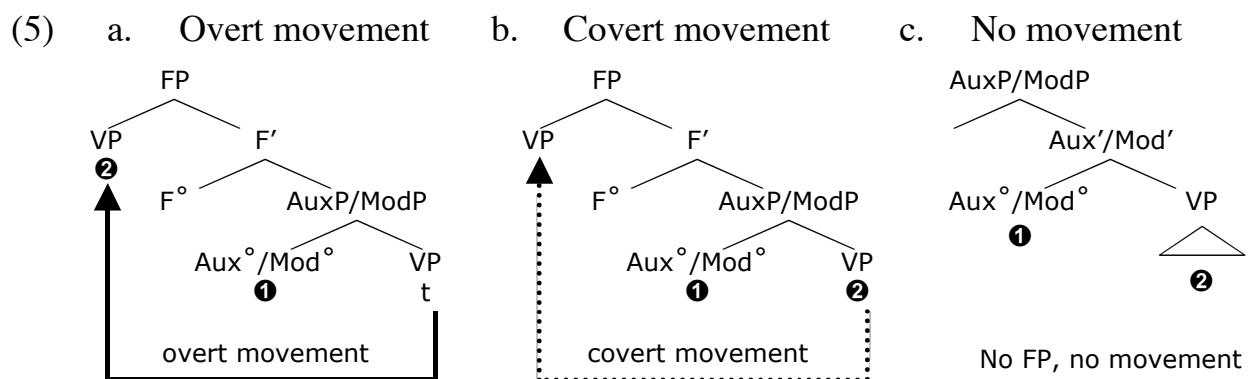 (5) a. Overt movement b. Covert movement c. No movement
FP FP AuxP/ModP
VP F' VP F' Aux'/Mod'
❷
F° AuxP/ModP F° AuxP/ModP Aux°/Mod° VP
❶
Aux°/Mod° VP Aux°/Mod° VP
❶ t ❶ ❷ ❷
overt movement covert movement No FP, no movement